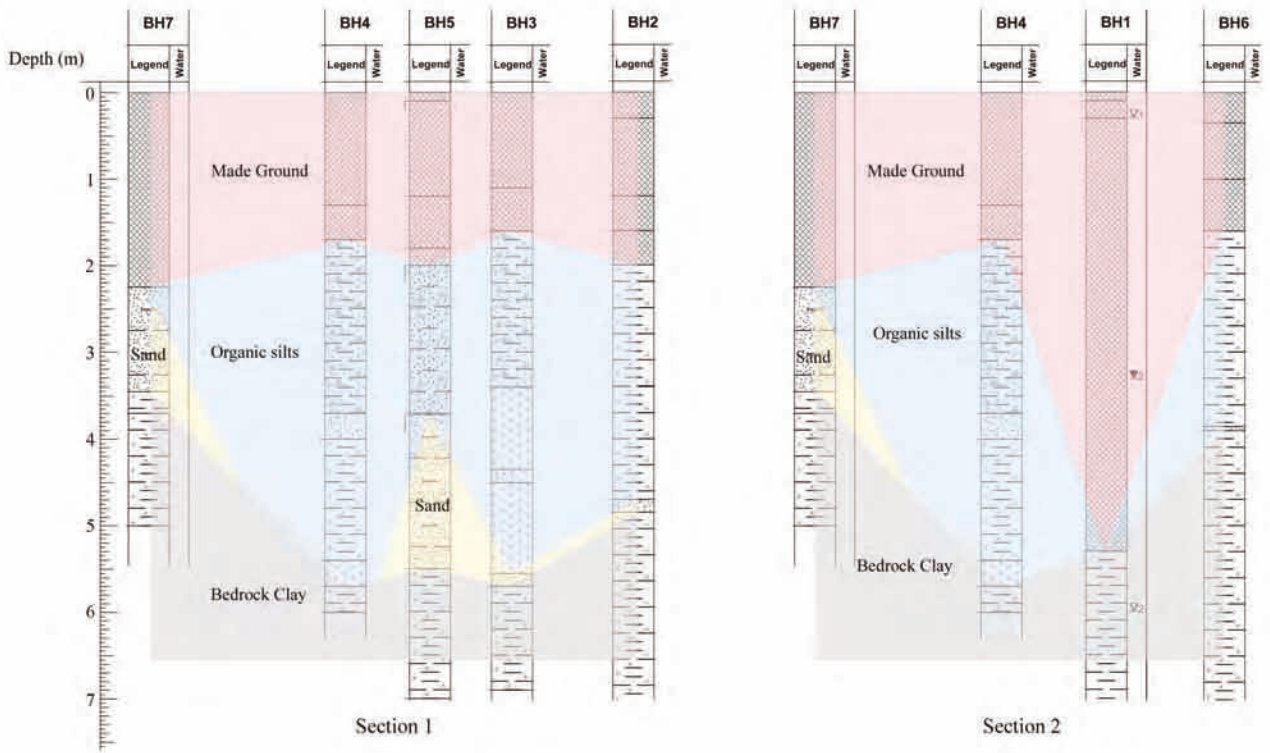 BH7 BH4 BH5 BH3 BH2
Depth (m)
Legend Water Legend Water Legend Water Legend Water Legend Water
0
Made Ground
1
2
Organic silts
3
Sand
4
Sand
5
Bedrock Clay
6
7
Section 1
BH7 BH4 BH1 BH6
Legend Water Legend Water Legend Water Legend Water
Made Ground
Organic silts
Sand
Bedrock Clay
Section 2